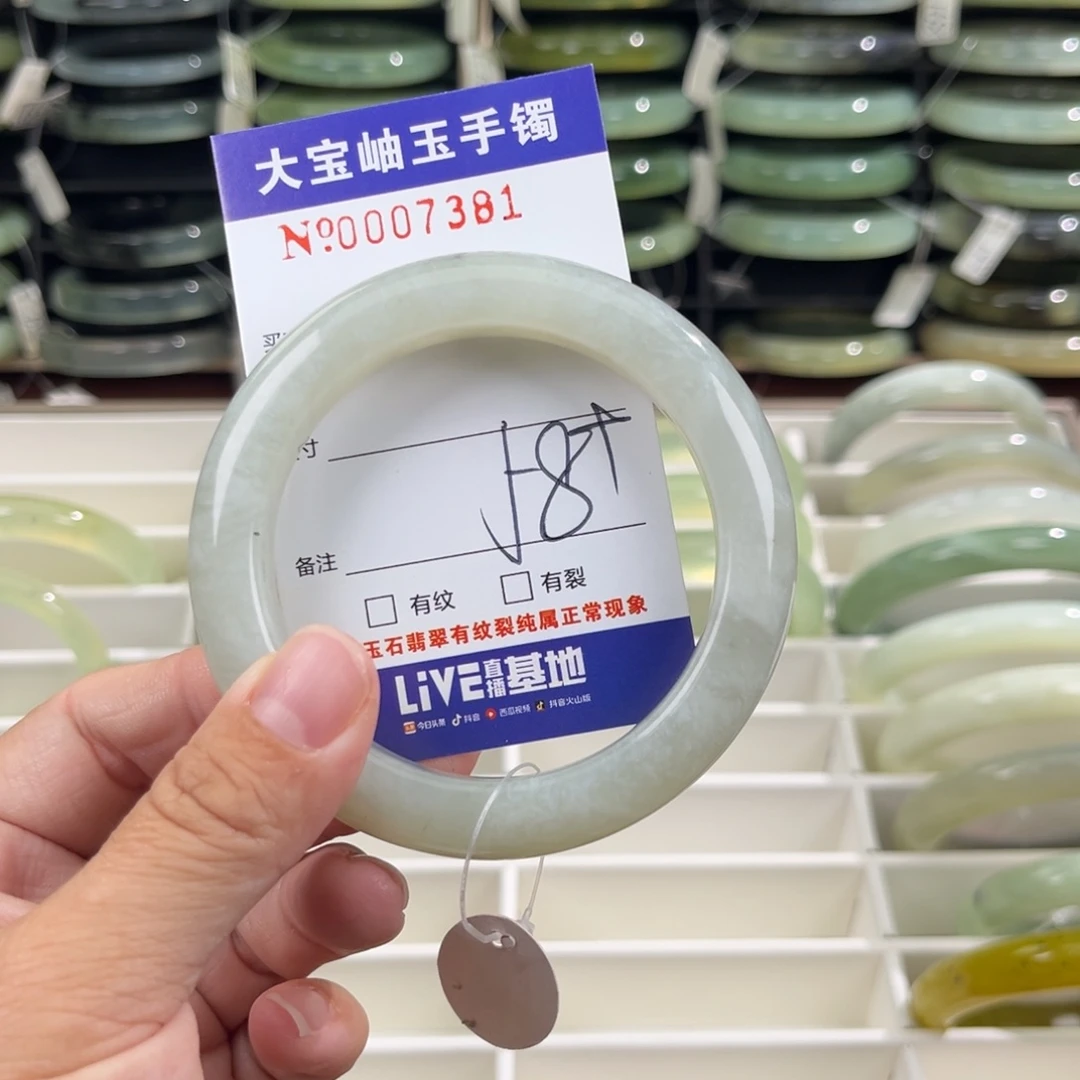 大宝岫玉手镯
№0007381
寸
备注
□ 有纹 □ 有裂
玉石翡翠有纹裂纯属正常现象
LiVE直播基地
今日头条 抖音 西瓜视频 抖音火山版